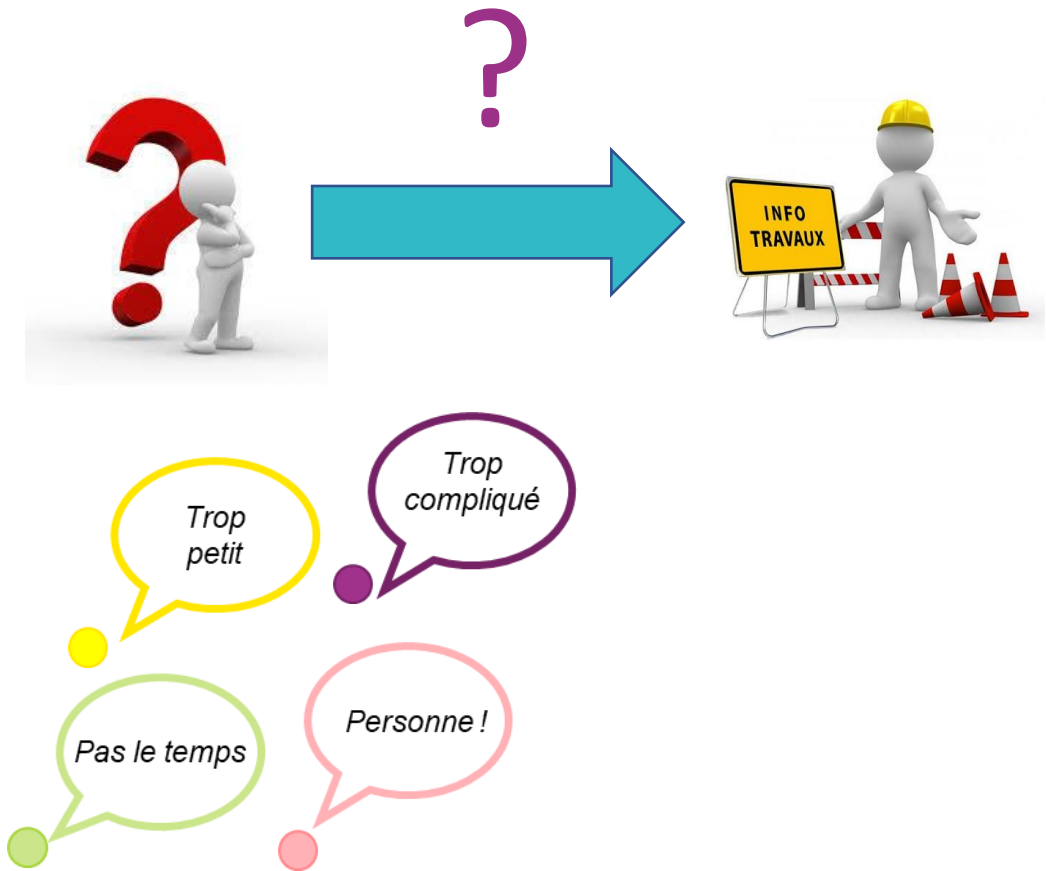 ?
INFO
TRAVAUX
Trop
compliqué
Trop
petit
Personne !
Pas le temps